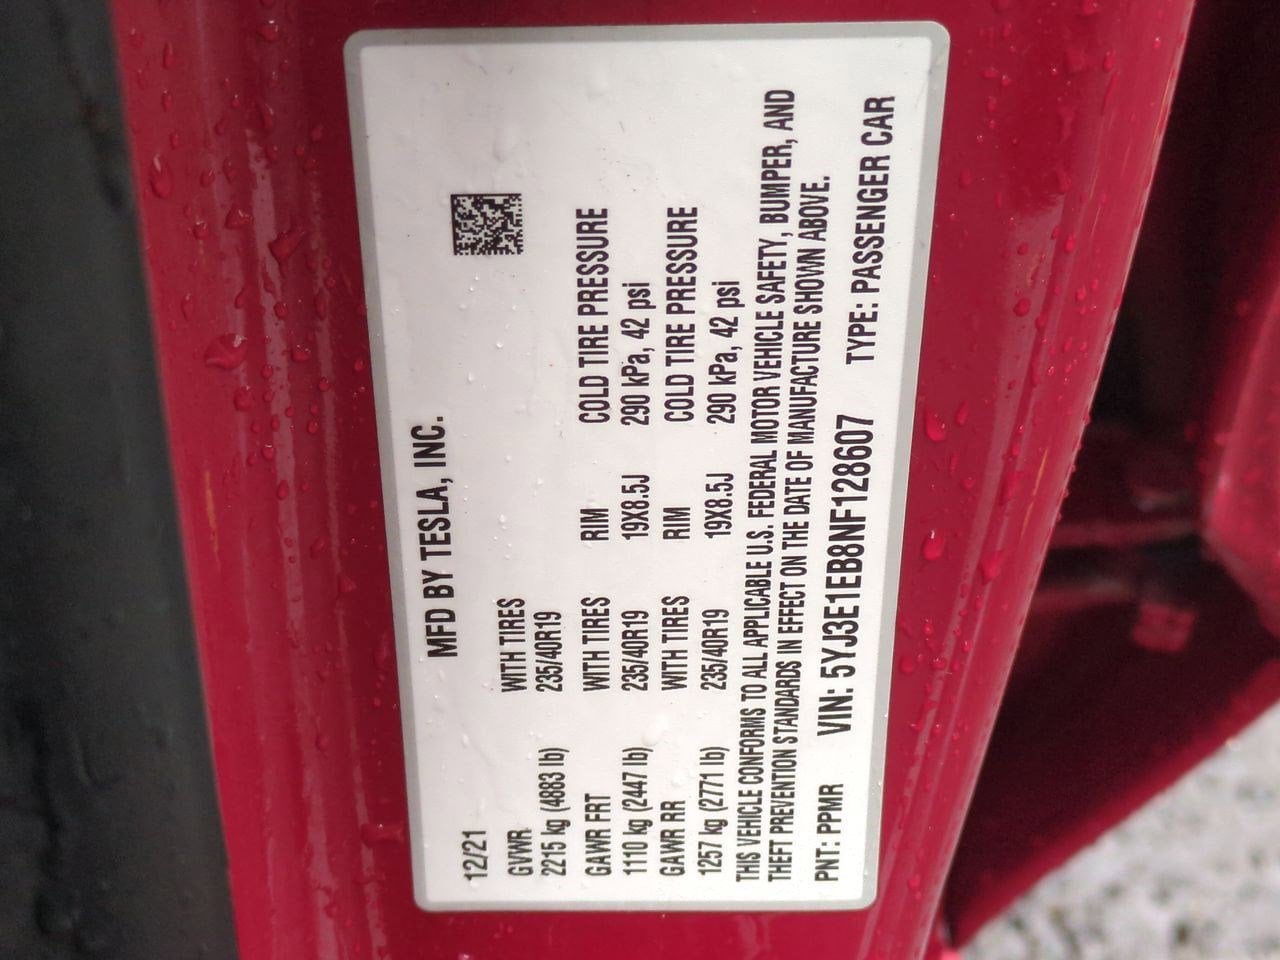 MFD BY TESLA, INC.
12/21
GVWR WITH TIRES
2215 kg (4883 lb) 235/40R19
GAWR FRT WITH TIRES RIM COLD TIRE PRESSURE
1110 kg (2447 lb) 235/40R19 19X8.5J 290 kPa, 42 psi
GAWR RR WITH TIRES RIM COLD TIRE PRESSURE
1257 kg (2771 lb) 235/40R19 19X8.5J 290 kPa, 42 psi
THIS VEHICLE CONFORMS TO ALL APPLICABLE U.S. FEDERAL MOTOR VEHICLE SAFETY, BUMPER, AND
THEFT PREVENTION STANDARDS IN EFFECT ON THE DATE OF MANUFACTURE SHOWN ABOVE.
PNT: PPMR VIN: 5YJ3E1EB8NF128607 TYPE: PASSENGER CAR